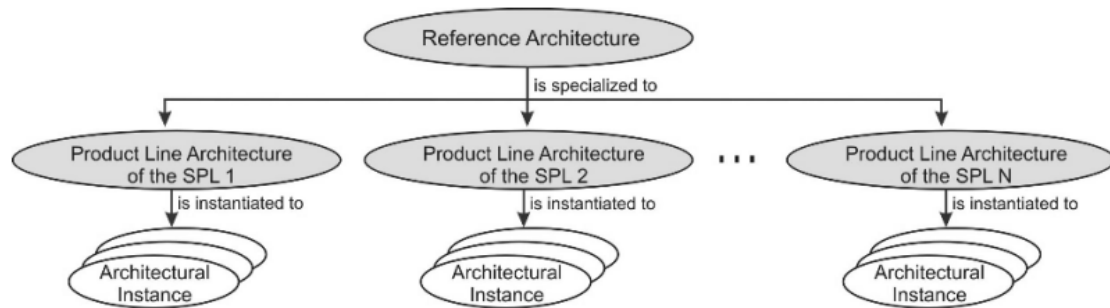 Reference Architecture
is specialized to
Product Line Architecture
of the SPL 1
Product Line Architecture
of the SPL 2
...
Product Line Architecture
of the SPL N
is instantiated to
is instantiated to
is instantiated to
Architectural
Instance
Architectural
Instance
Architectural
Instance